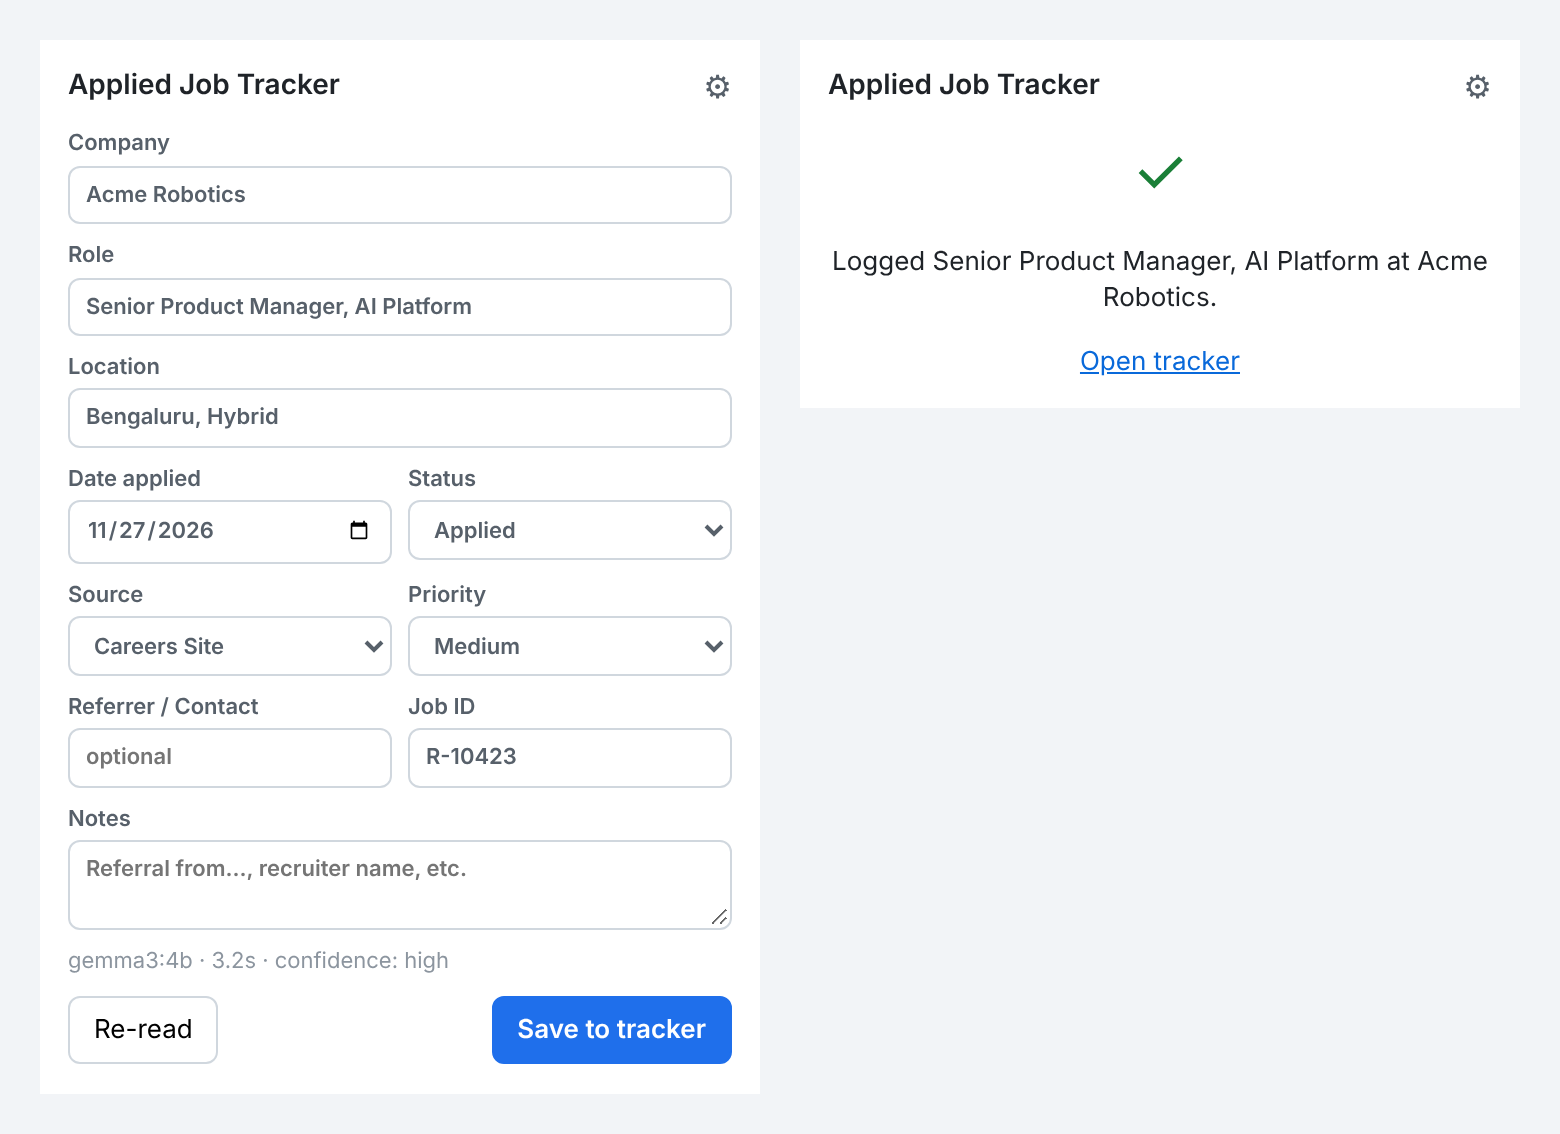 Applied Job Tracker
Company
Acme Robotics
Role
Senior Product Manager, AI Platform
Location
Bengaluru, Hybrid
Date applied
Status
11/27/2026
Applied
Source
Priority
Careers Site
Medium
Referrer / Contact
Job ID
optional
R-10423
Notes
Referral from..., recruiter name, etc.
gemma3:4b · 3.2s · confidence: high
Re-read
Save to tracker
Applied Job Tracker
Logged Senior Product Manager, AI Platform at Acme
Robotics.
Open tracker